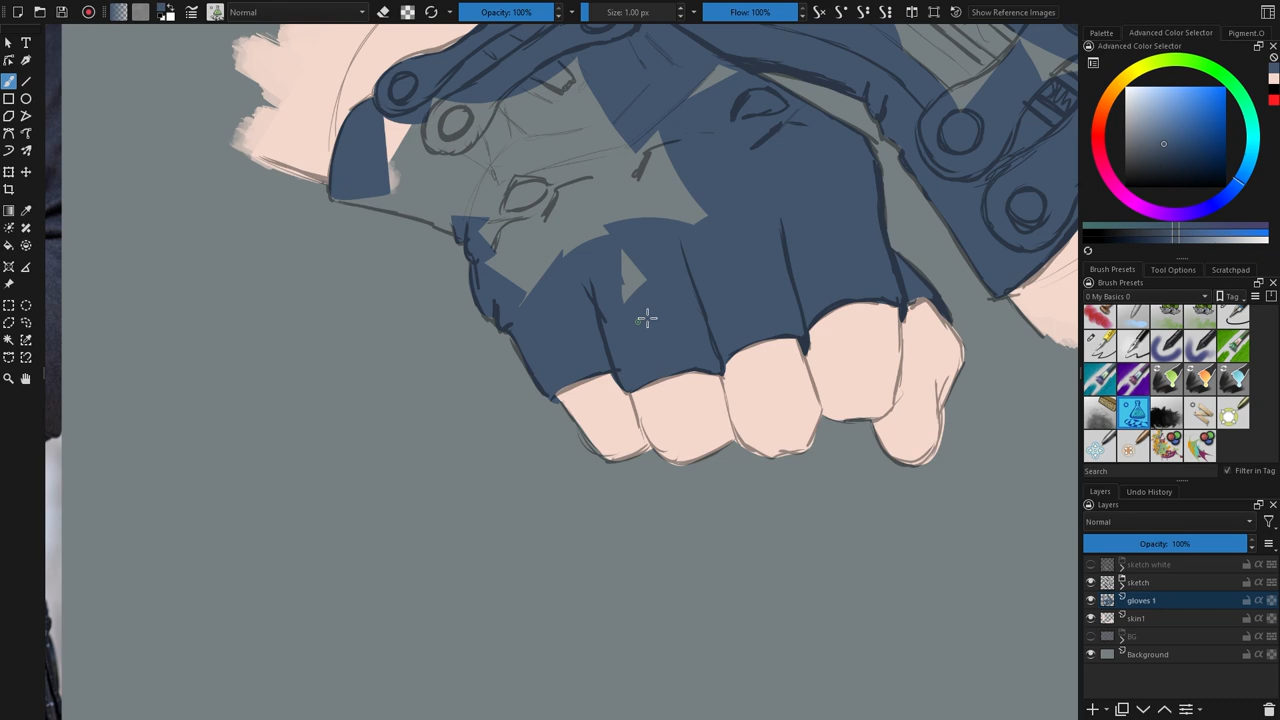 Normal
Opacity: 100%
Size: 1.00 px
Flow: 100%
Show Reference Images
Palette
Advanced Color Selector
Pigment.O
Advanced Color Selector
Brush Presets
Tool Options
Scratchpad
Brush Presets
0 My Basics 0
Tag
Search
Filter in Tag
Layers
Undo History
Layers
Normal
Opacity: 100%
sketch white
sketch
gloves 1
skin1
BG
Background